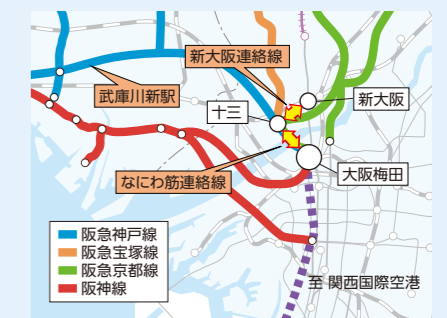 新大阪連絡線
武庫川新駅
十三
新大阪
なにわ筋連絡線
大阪梅田
阪急神戸線
阪急宝塚線
阪急京都線
阪神線
至 関西国際空港